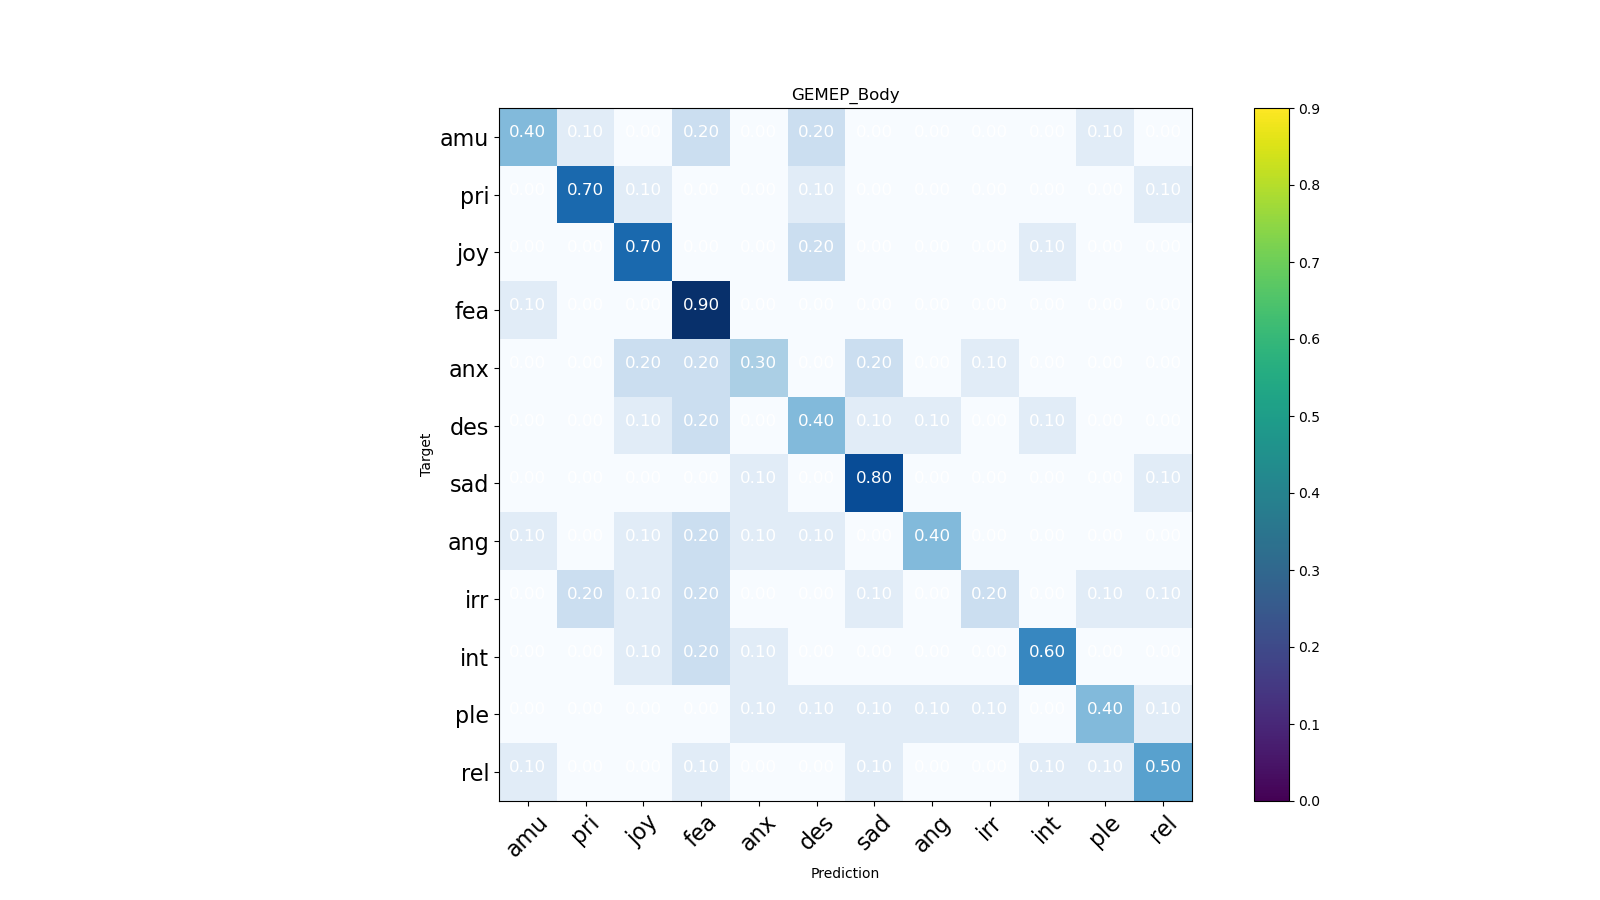 GEMEP_Body
amu 0.40 0.10 0.00 0.20 0.00 0.20 0.00 0.00 0.00 0.00 0.10 0.00
pri 0.00 0.70 0.10 0.00 0.00 0.10 0.00 0.00 0.00 0.00 0.00 0.10
joy 0.00 0.00 0.70 0.00 0.00 0.20 0.00 0.00 0.00 0.10 0.00 0.00
fea 0.10 0.00 0.00 0.90 0.00 0.00 0.00 0.00 0.00 0.00 0.00 0.00
anx 0.00 0.00 0.20 0.20 0.30 0.00 0.20 0.00 0.10 0.00 0.00 0.00
des 0.00 0.00 0.10 0.20 0.00 0.40 0.10 0.10 0.00 0.10 0.00 0.00
sad 0.00 0.00 0.00 0.00 0.10 0.00 0.80 0.00 0.00 0.00 0.00 0.10
ang 0.10 0.00 0.10 0.20 0.10 0.10 0.00 0.40 0.00 0.00 0.00 0.00
irr 0.00 0.20 0.10 0.20 0.00 0.00 0.10 0.00 0.20 0.00 0.10 0.10
int 0.00 0.00 0.10 0.20 0.10 0.00 0.00 0.00 0.00 0.60 0.00 0.00
ple 0.00 0.00 0.00 0.00 0.10 0.10 0.10 0.10 0.10 0.00 0.40 0.10
rel 0.10 0.00 0.00 0.10 0.00 0.00 0.10 0.00 0.00 0.10 0.10 0.50
amu pri joy fea anx des sad ang irr int ple rel
Target
Prediction
0.9
0.8
0.7
0.6
0.5
0.4
0.3
0.2
0.1
0.0